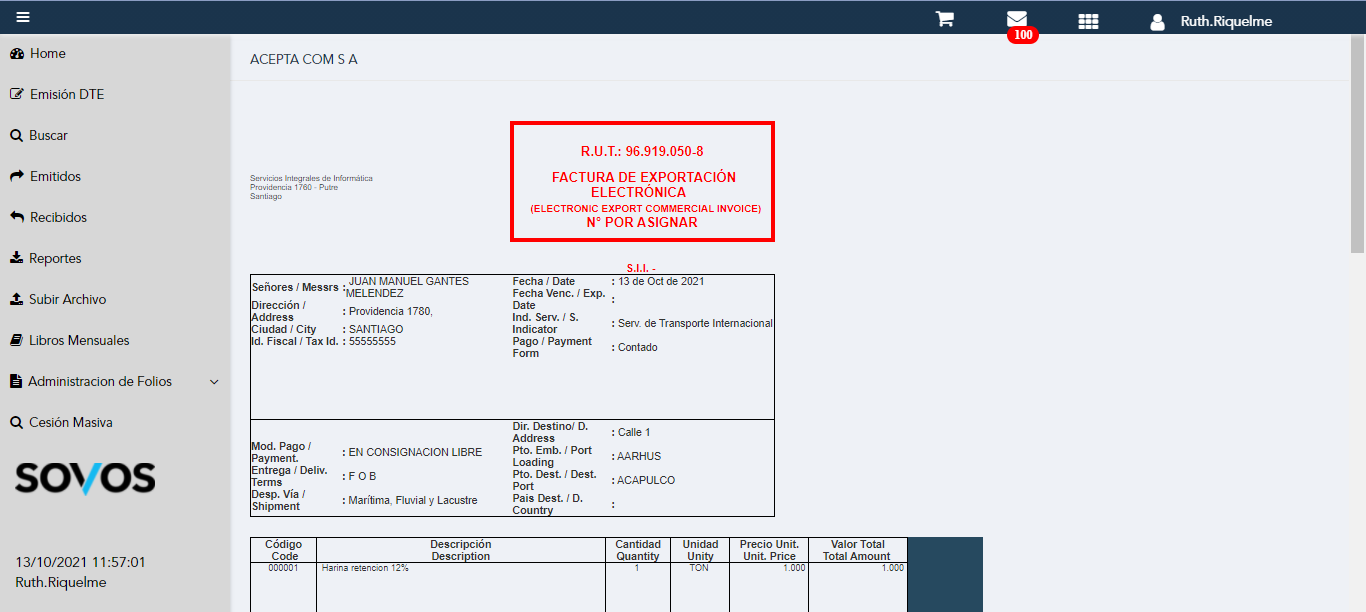 Ruth.Riquelme
100
Home
Emisión DTE
Buscar
Emitidos
Recibidos
Reportes
Subir Archivo
Libros Mensuales
Administracion de Folios
Cesión Masiva
SOVOS
13/10/2021 11:57:01
Ruth.Riquelme
ACEPTA COM S A
Servicios Integrales de Informática
Providencia 1760 - Putre
Santiago
R.U.T.: 96.919.050-8
FACTURA DE EXPORTACIÓN
ELECTRÓNICA
(ELECTRONIC EXPORT COMMERCIAL INVOICE)
N° POR ASIGNAR
S.I.I. -
Señores / Messrs : JUAN MANUEL GANTES
MELENDEZ
Dirección /
Address : Providencia 1780,
Ciudad / City : SANTIAGO
Id. Fiscal / Tax Id. : 55555555
Fecha / Date : 13 de Oct de 2021
Fecha Venc. / Exp.
Date :
Ind. Serv. / S.
Indicator : Serv. de Transporte Internacional
Pago / Payment
Form : Contado
Mod. Pago /
Payment. : EN CONSIGNACION LIBRE
Entrega / Deliv.
Terms : F O B
Desp. Vía /
Shipment : Marítima, Fluvial y Lacustre
Dir. Destino/ D.
Address : Calle 1
Pto. Emb. / Port
Loading : AARHUS
Pto. Dest. / Dest.
Port : ACAPULCO
Pais Dest. / D.
Country :
Código Descripción Cantidad Unidad Precio Unit. Valor Total
Code Description Quantity Unity Unit. Price Total Amount
000001 Harina retencion 12% 1 TON 1.000 1.000